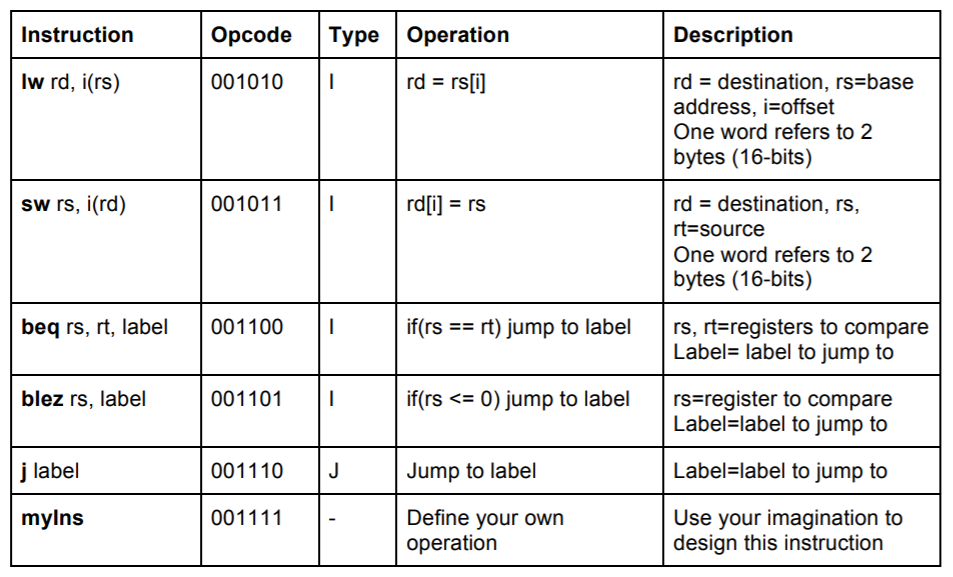 Instruction Opcode Type Operation Description
lw rd, i(rs) 001010 I rd = rs[i] rd = destination, rs=base
address, i=offset
One word refers to 2
bytes (16-bits)
sw rs, i(rd) 001011 I rd[i] = rs rd = destination, rs,
rt=source
One word refers to 2
bytes (16-bits)
beq rs, rt, label 001100 I if(rs == rt) jump to label rs, rt=registers to compare
Label= label to jump to
blez rs, label 001101 I if(rs <= 0) jump to label rs=register to compare
Label=label to jump to
j label 001110 J Jump to label Label=label to jump to
myIns 001111 - Define your own Use your imagination to
operation design this instruction